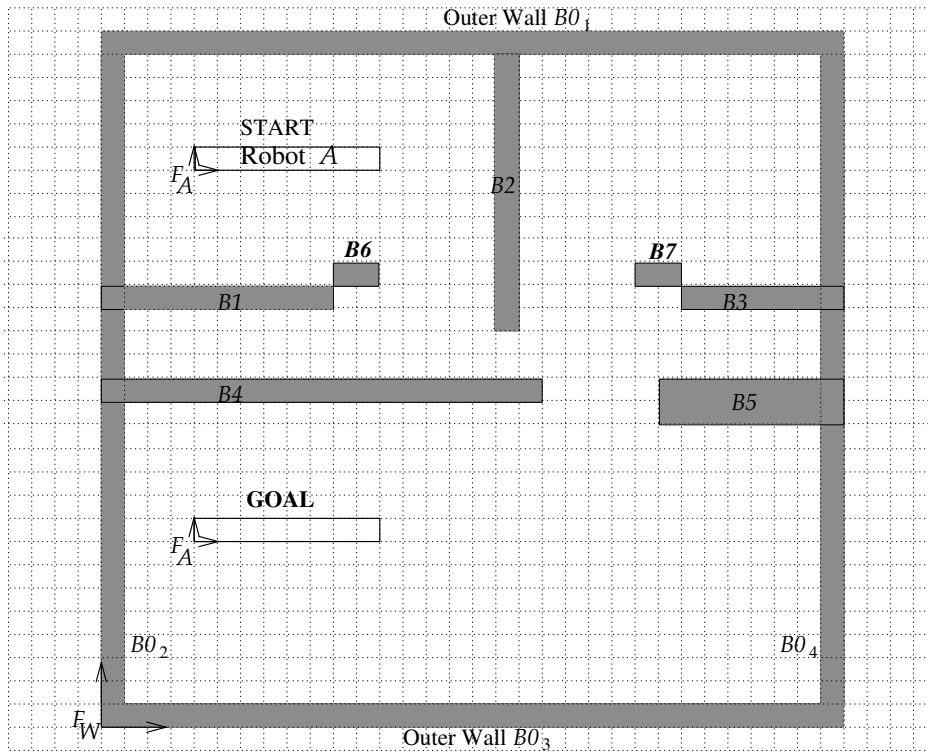 Outer Wall B0₁
START
Robot A
F_A
B2
B6
B7
B1
B3
B4
B5
GOAL
F_A
B0₂
B0₄
F_W
Outer Wall B0₃